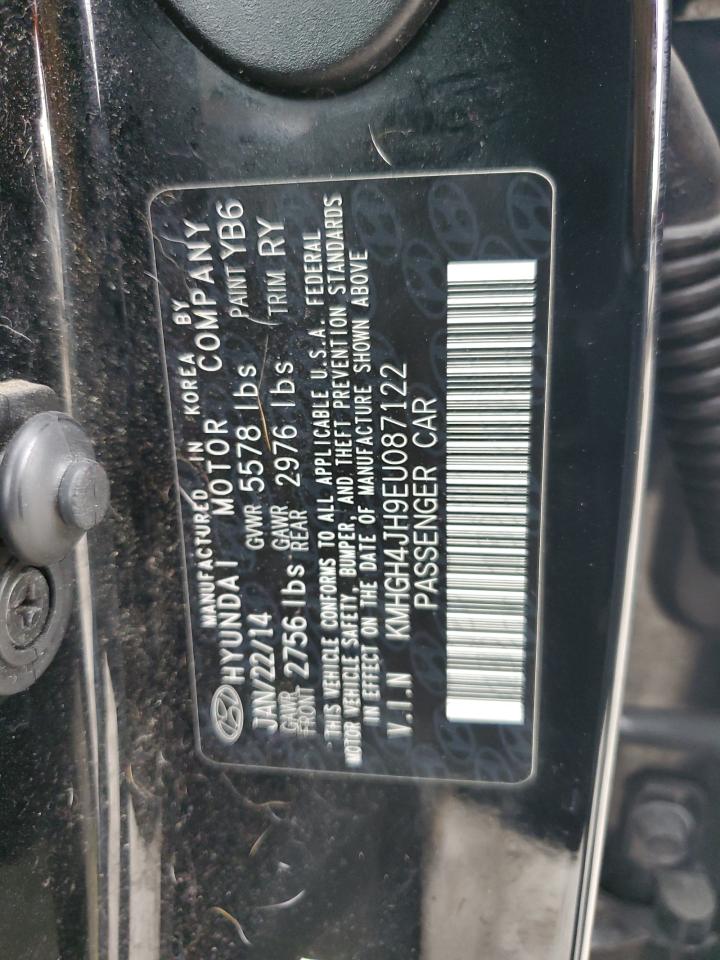 MANUFACTURED IN KOREA BY
HYUNDAI MOTOR COMPANY
JAN/22/14 GVWR 5578 lbs PAINT YB6
GAWR FRONT 2756 lbs GAWR REAR 2976 lbs TRIM RY
THIS VEHICLE CONFORMS TO ALL APPLICABLE U.S.A. FEDERAL
MOTOR VEHICLE SAFETY, BUMPER, AND THEFT PREVENTION STANDARDS
IN EFFECT ON THE DATE OF MANUFACTURE SHOWN ABOVE
V.I.N KMHGH4JH9EU087122
PASSENGER CAR